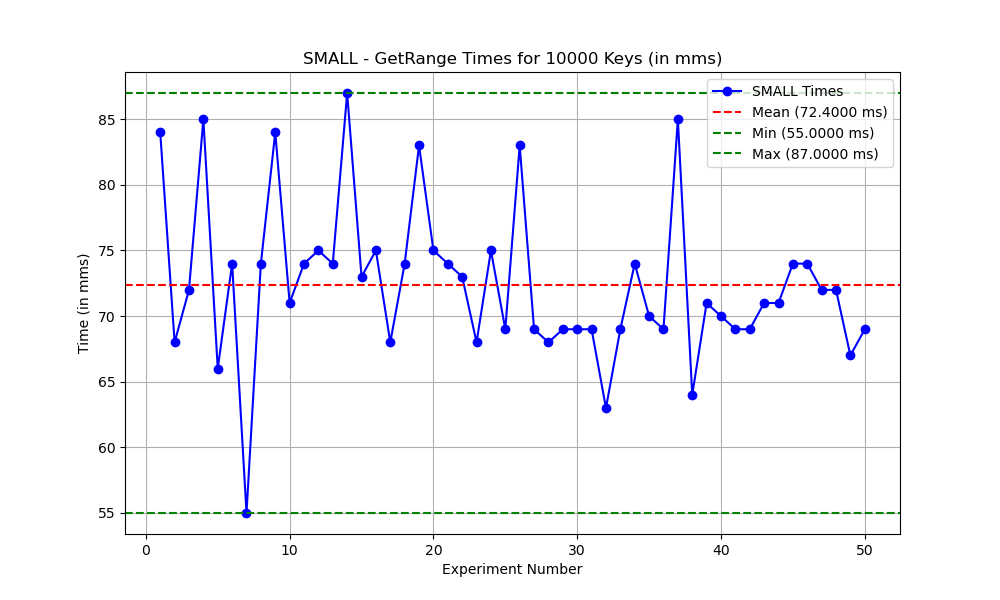 SMALL - GetRange Times for 10000 Keys (in mms)
SMALL Times
Mean (72.4000 ms)
Min (55.0000 ms)
Max (87.0000 ms)
Time (in mms)
85
80
75
70
65
60
55
0 10 20 30 40 50
Experiment Number